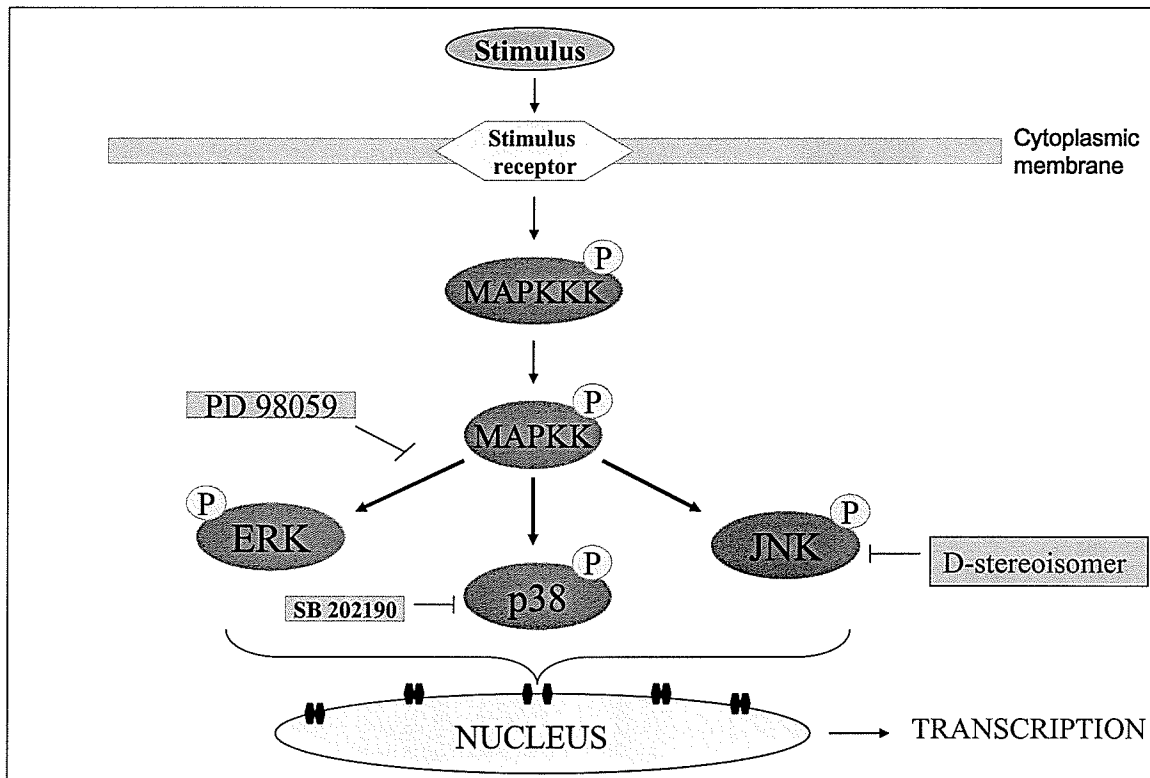 Stimulus
Stimulus
receptor
Cytoplasmic
membrane
P
MAPKKK
PD 98059
P
MAPKK
P
ERK
P
JNK
D-stereoisomer
P
p38
SB 202190
NUCLEUS
TRANSCRIPTION